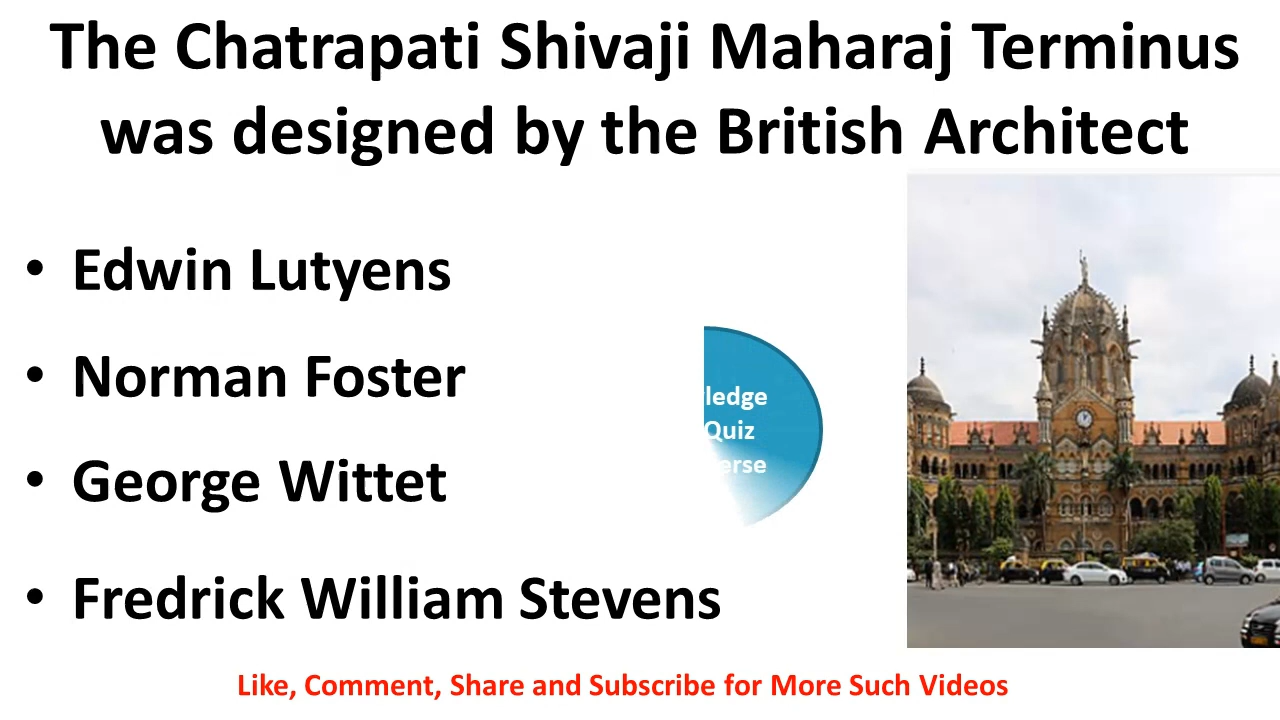 The Chatrapati Shivaji Maharaj Terminus
was designed by the British Architect
• Edwin Lutyens
• Norman Foster
• George Wittet
• Fredrick William Stevens
ledge
Quiz
erse
Like, Comment, Share and Subscribe for More Such Videos